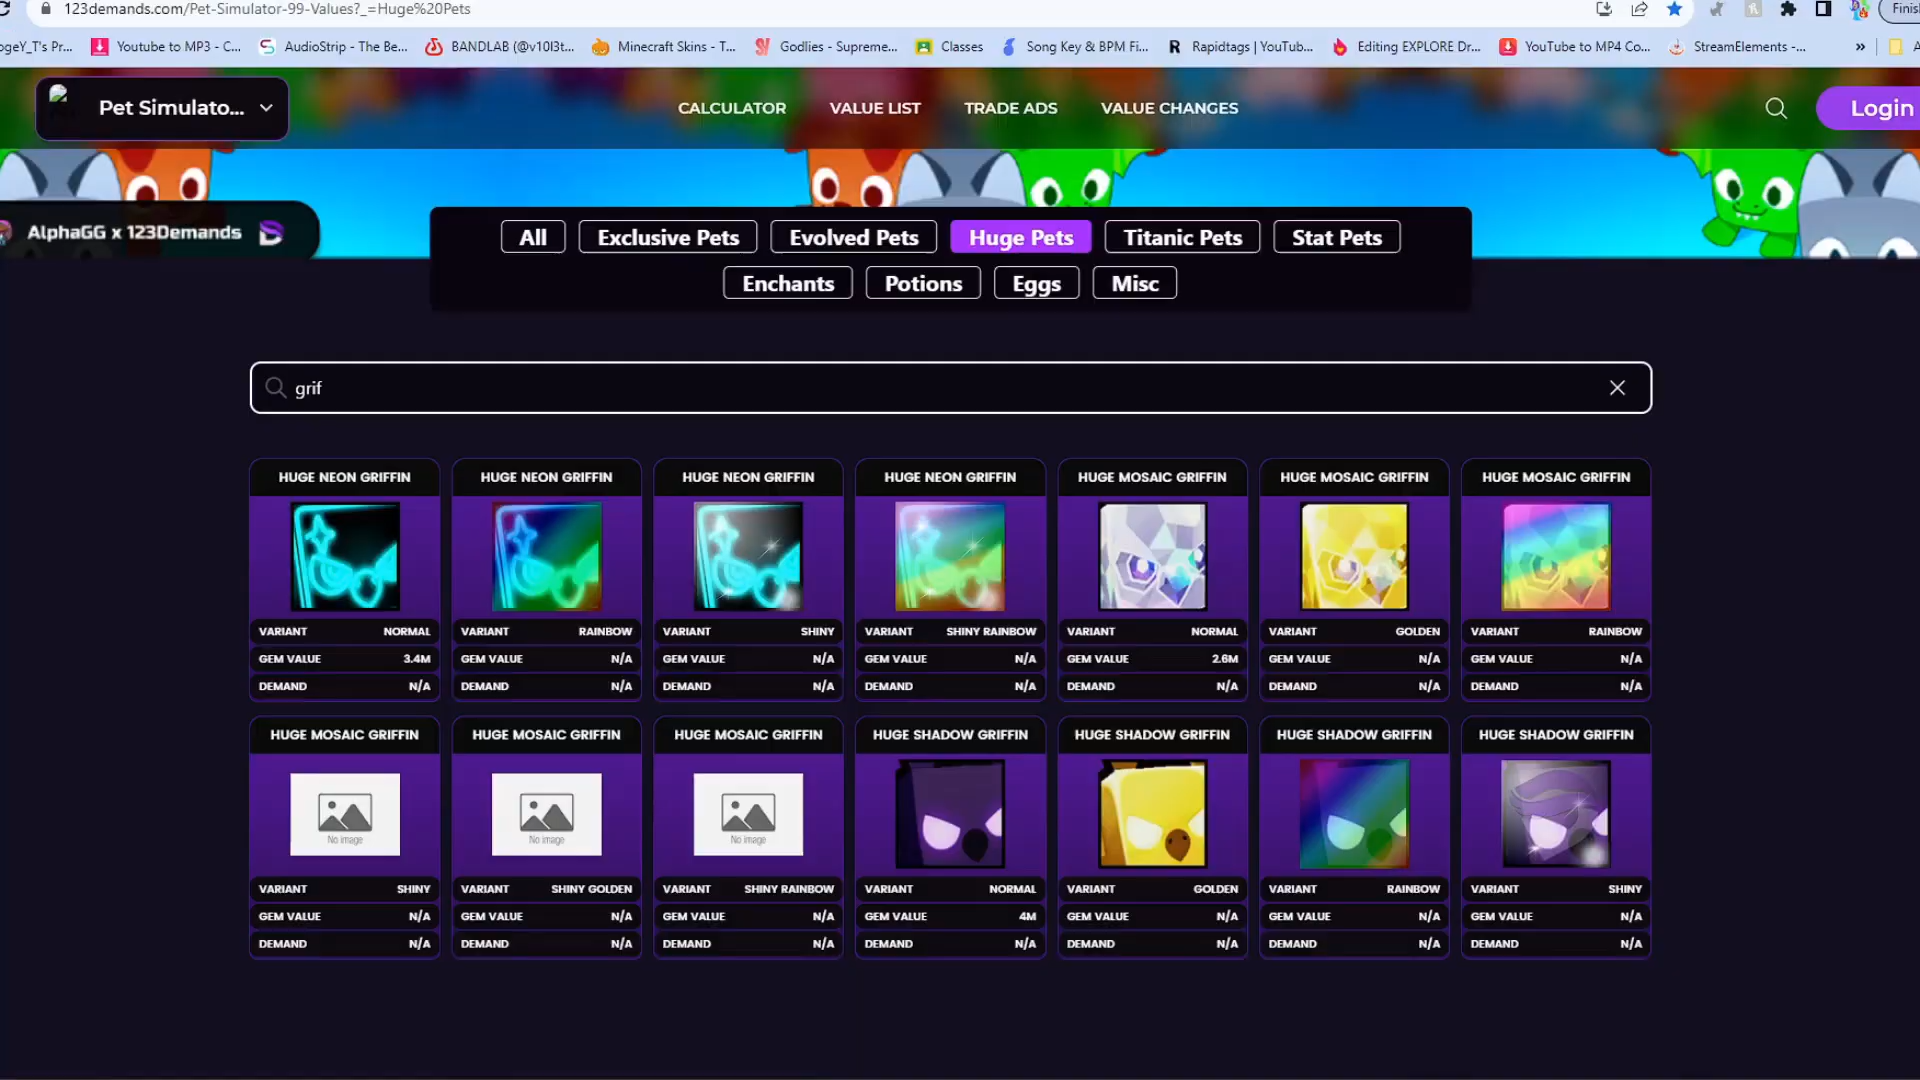 123demands.com/Pet-Simulator-99-Values?_=Huge%20Pets
Finis
ogeY_T's Pr...
Youtube to MP3 - C...
AudioStrip - The Be...
BANDLAB (@v10l3t...
Minecraft Skins - T...
Godlies - Supreme...
Classes
Song Key & BPM Fi...
Rapidtags | YouTub...
Editing EXPLORE Dr...
YouTube to MP4 Co...
StreamElements -...
»
Pet Simulato...
CALCULATOR
VALUE LIST
TRADE ADS
VALUE CHANGES
Login
AlphaGG x 123Demands
All
Exclusive Pets
Evolved Pets
Huge Pets
Titanic Pets
Stat Pets
Enchants
Potions
Eggs
Misc
grif
HUGE NEON GRIFFIN
VARIANT NORMAL
GEM VALUE 3.4M
DEMAND N/A
HUGE NEON GRIFFIN
VARIANT RAINBOW
GEM VALUE N/A
DEMAND N/A
HUGE NEON GRIFFIN
VARIANT SHINY
GEM VALUE N/A
DEMAND N/A
HUGE NEON GRIFFIN
VARIANT SHINY RAINBOW
GEM VALUE N/A
DEMAND N/A
HUGE MOSAIC GRIFFIN
VARIANT NORMAL
GEM VALUE 2.6M
DEMAND N/A
HUGE MOSAIC GRIFFIN
VARIANT GOLDEN
GEM VALUE N/A
DEMAND N/A
HUGE MOSAIC GRIFFIN
VARIANT RAINBOW
GEM VALUE N/A
DEMAND N/A
HUGE MOSAIC GRIFFIN
No image
VARIANT SHINY
GEM VALUE N/A
DEMAND N/A
HUGE MOSAIC GRIFFIN
No image
VARIANT SHINY GOLDEN
GEM VALUE N/A
DEMAND N/A
HUGE MOSAIC GRIFFIN
No image
VARIANT SHINY RAINBOW
GEM VALUE N/A
DEMAND N/A
HUGE SHADOW GRIFFIN
VARIANT NORMAL
GEM VALUE 4M
DEMAND N/A
HUGE SHADOW GRIFFIN
VARIANT GOLDEN
GEM VALUE N/A
DEMAND N/A
HUGE SHADOW GRIFFIN
VARIANT RAINBOW
GEM VALUE N/A
DEMAND N/A
HUGE SHADOW GRIFFIN
VARIANT SHINY
GEM VALUE N/A
DEMAND N/A